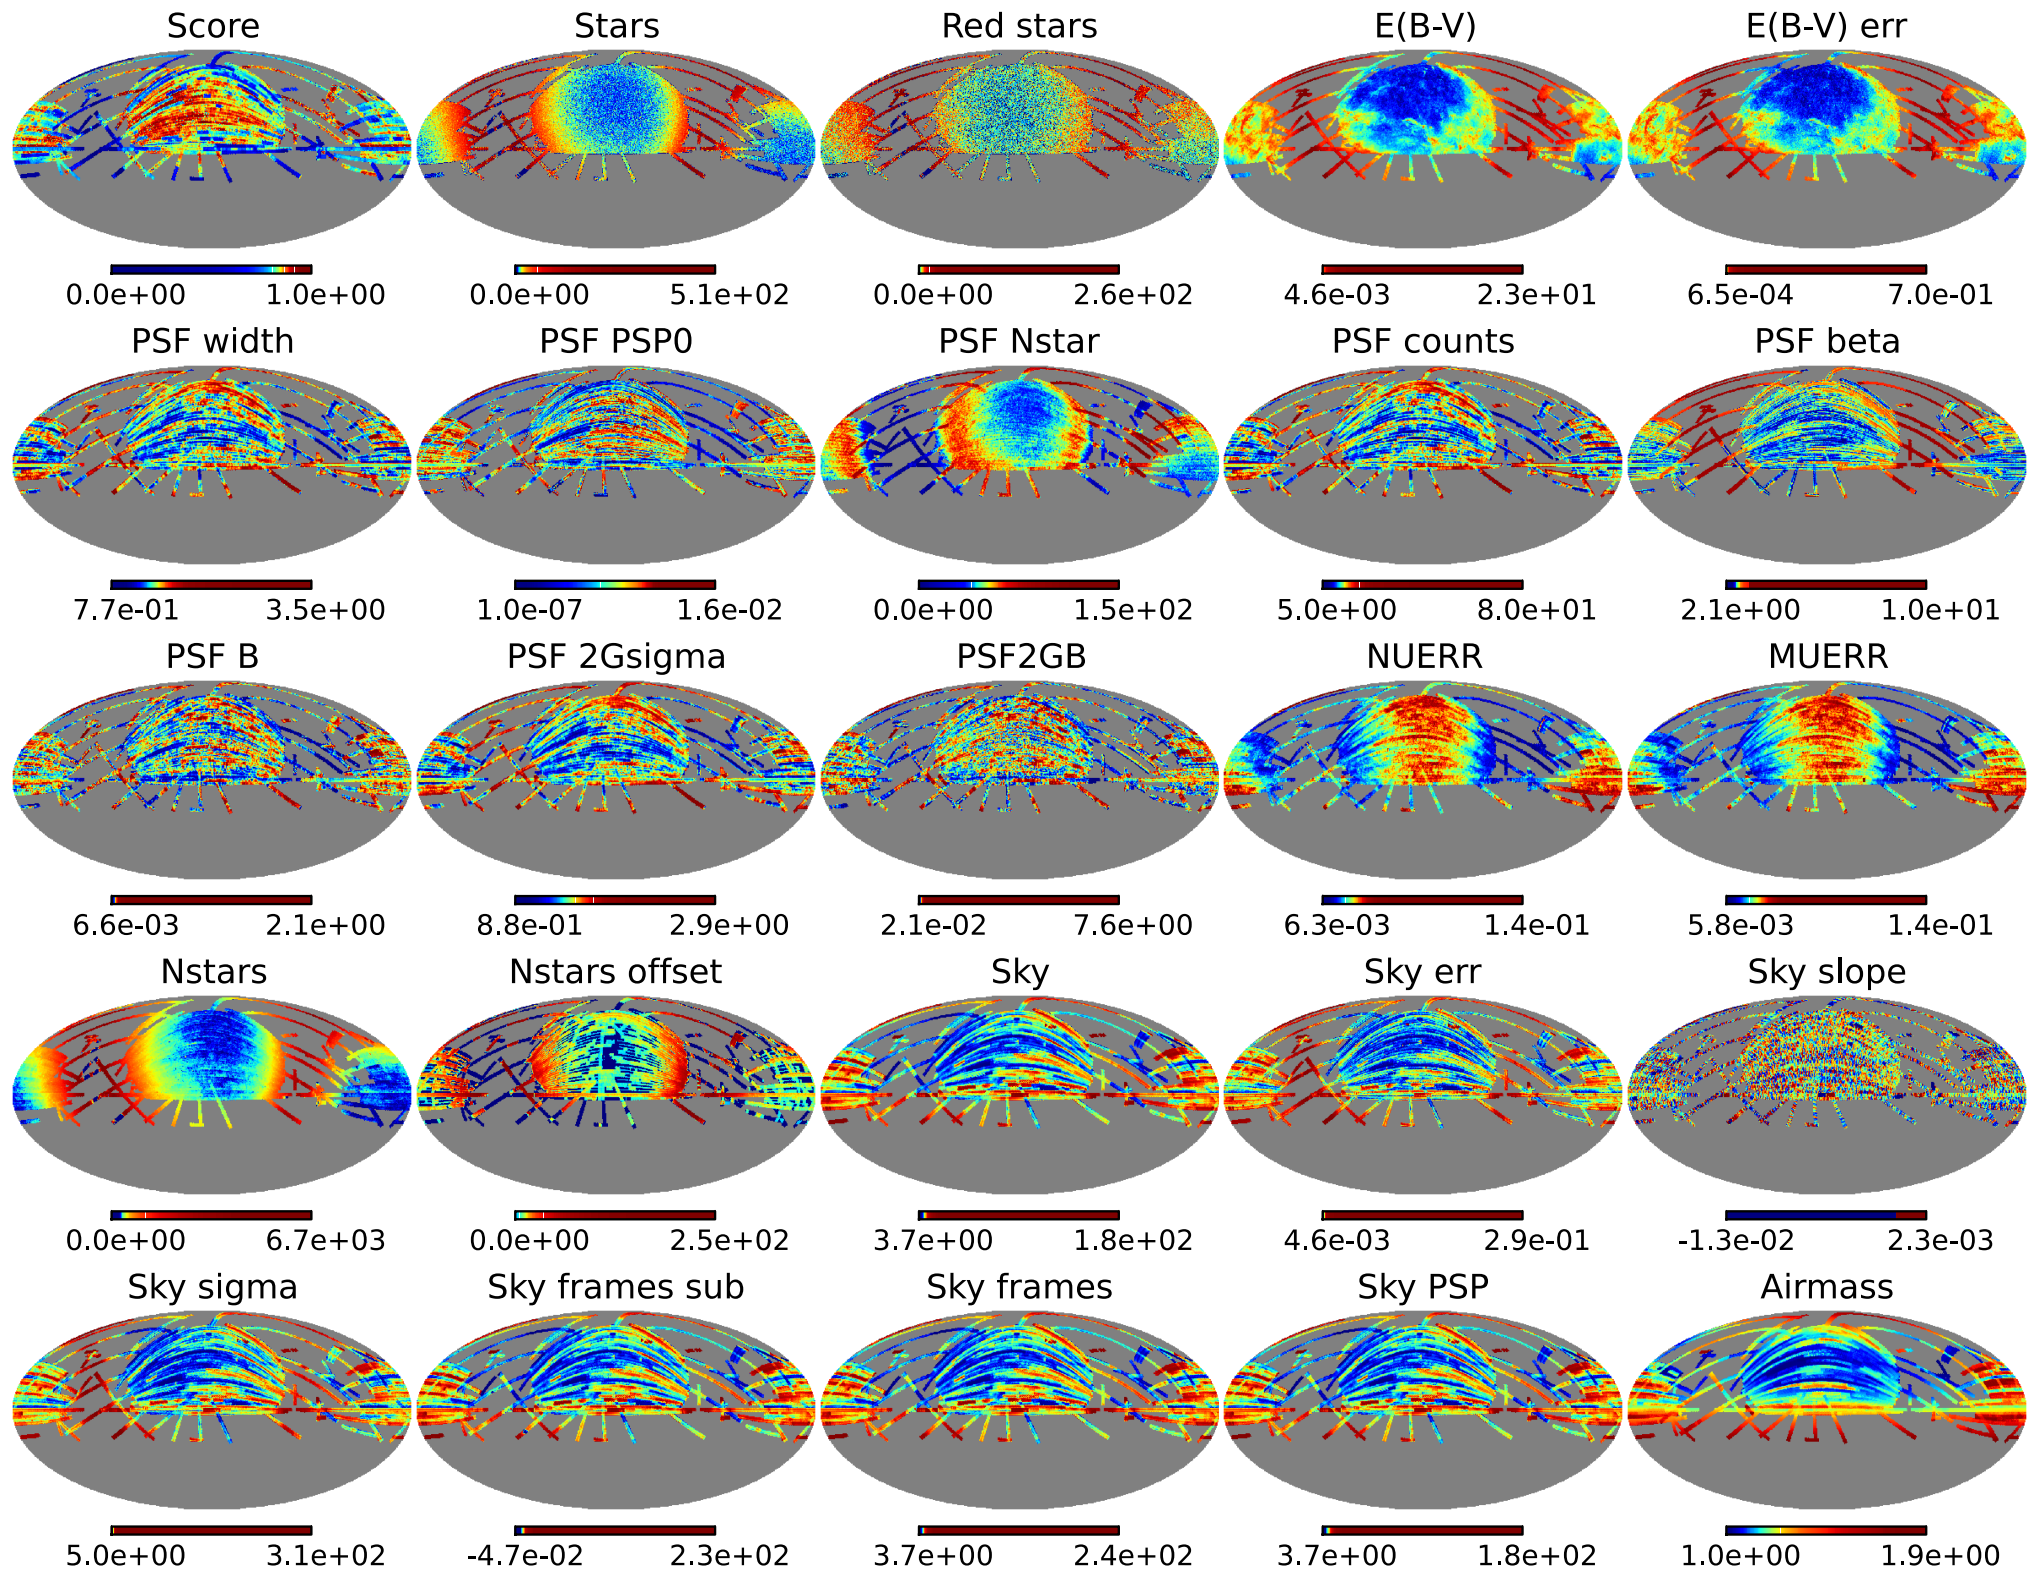 Score Stars Red stars E(B-V) E(B-V) err
0.0e+00 1.0e+00 0.0e+00 5.1e+02 0.0e+00 2.6e+02 4.6e-03 2.3e+01 6.5e-04 7.0e-01
PSF width PSF PSP0 PSF Nstar PSF counts PSF beta
7.7e-01 3.5e+00 1.0e-07 1.6e-02 0.0e+00 1.5e+02 5.0e+00 8.0e+01 2.1e+00 1.0e+01
PSF B PSF 2Gsigma PSF2GB NUERR MUERR
6.6e-03 2.1e+00 8.8e-01 2.9e+00 2.1e-02 7.6e+00 6.3e-03 1.4e-01 5.8e-03 1.4e-01
Nstars Nstars offset Sky Sky err Sky slope
0.0e+00 6.7e+03 0.0e+00 2.5e+02 3.7e+00 1.8e+02 4.6e-03 2.9e-01 -1.3e-02 2.3e-03
Sky sigma Sky frames sub Sky frames Sky PSP Airmass
5.0e+00 3.1e+02 -4.7e-02 2.3e+02 3.7e+00 2.4e+02 3.7e+00 1.8e+02 1.0e+00 1.9e+00